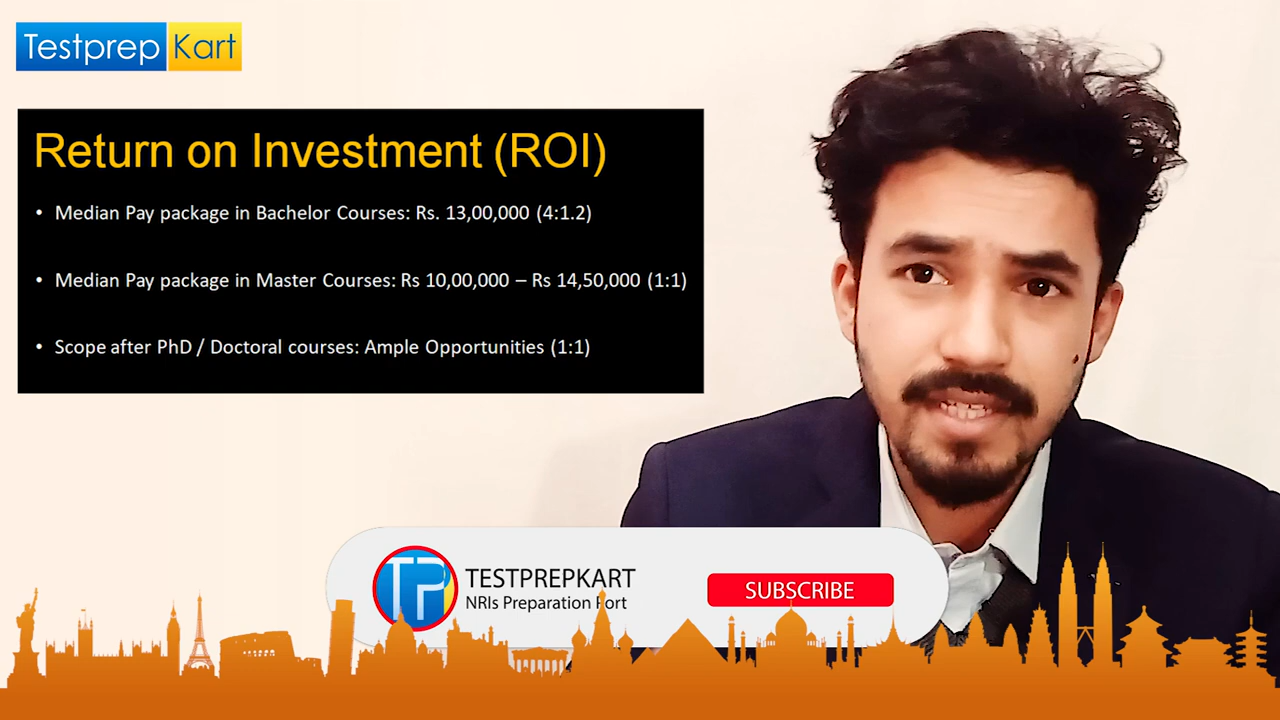 Testprep Kart
Return on Investment (ROI)
• Median Pay package in Bachelor Courses: Rs. 13,00,000 (4:1.2)
• Median Pay package in Master Courses: Rs 10,00,000 – Rs 14,50,000 (1:1)
• Scope after PhD / Doctoral courses: Ample Opportunities (1:1)
TP
TESTPREPKART
SUBSCRIBE
NRIs Preparation Fort